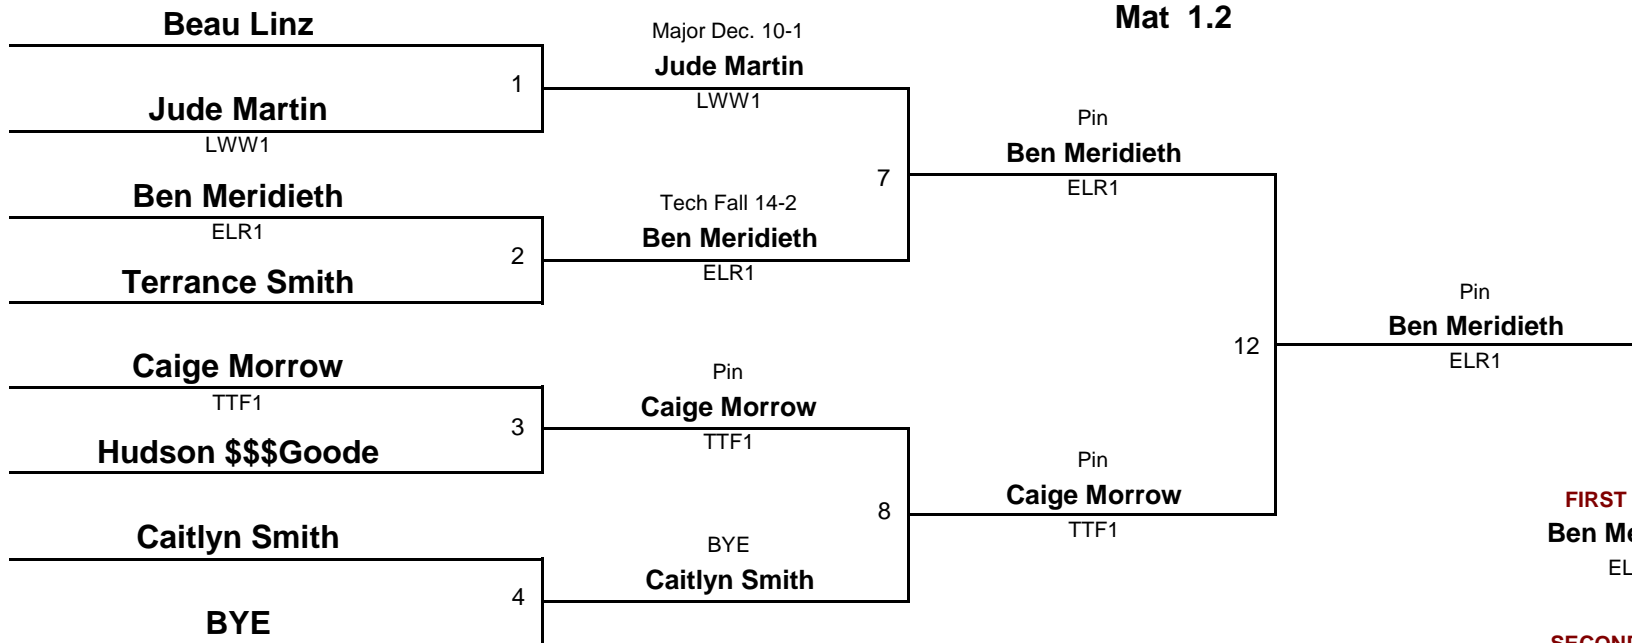 Mat 1.2
Beau Linz
Jude Martin
LWW1
1
Ben Meridieth
ELR1
Terrance Smith
2
Caige Morrow
TTF1
Hudson $$$Goode
3
Caitlyn Smith
BYE
4
Major Dec. 10-1
Jude Martin
LWW1
Tech Fall 14-2
Ben Meridieth
ELR1
7
Pin
Caige Morrow
TTF1
BYE
Caitlyn Smith
8
Pin
Ben Meridieth
ELR1
Pin
Caige Morrow
TTF1
12
Pin
Ben Meridieth
ELR1
FIRST
Ben Me
EL